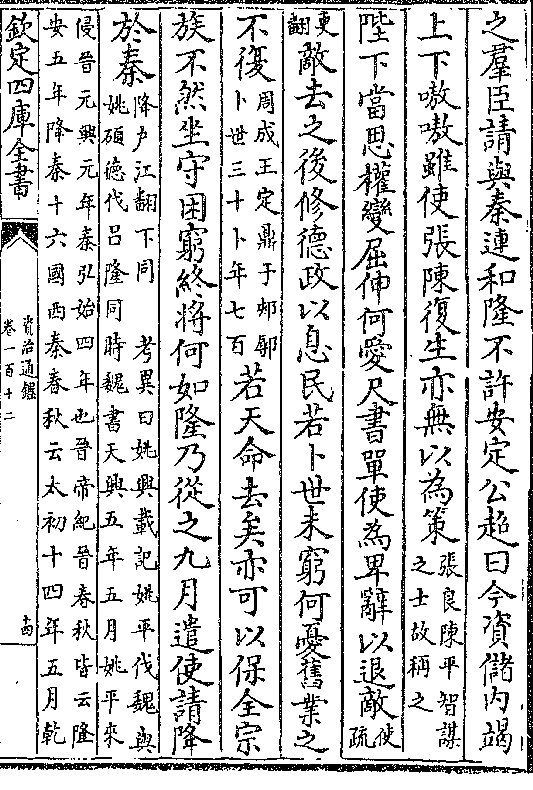 之羣臣請與秦連和隆不許安定公超曰今資儲内竭
上下嗷嗷雖使張陳復生亦無以為策張良陳平智謀
之士故稱之
陛下當思權變屈伸何愛尺書單使為卑辭以退敵使
疏
吏
翻敵去之後修德政以息民若卜世未窮何憂舊業之
不復周成王定鼎于郟鄏
卜世三十卜年七百若天命去矣亦可以保全宗
族不然坐守困窮終將何如隆乃從之九月遣使請降
於秦降户江翻下同 考異曰姚興載記姚平伐魏與
姚碩德伐吕隆同時魏書天興五年五月姚平來
侵晉元興元年秦弘始四年也晉帝紀晉春秋皆云隆
安五年降秦十六國西秦春秋云太初十四年五月乾
欽定四庫全書
資治通鑑
卷一百十二
十四